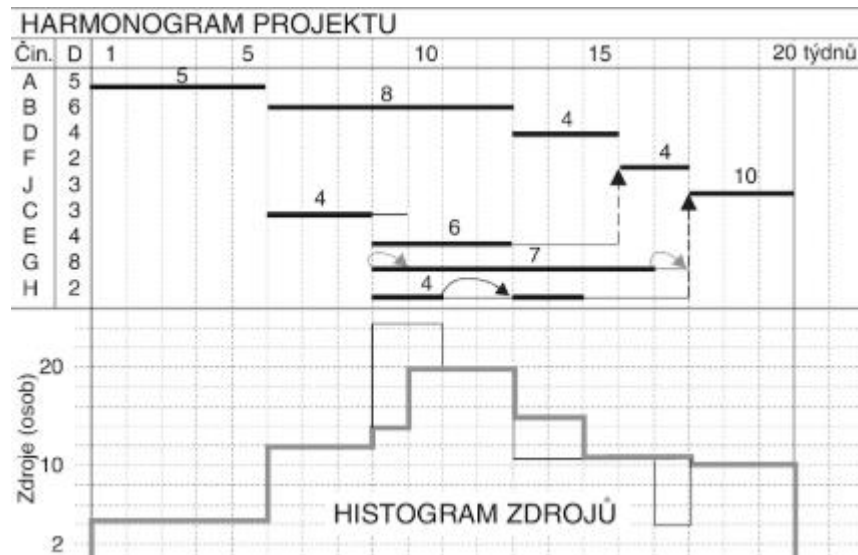 HARMONOGRAM PROJEKTU
Čin. D 1 5 10 15 20 týdnů
A 5 5
B 6 8
D 4 4
F 2 4
J 3 10
C 3 4
E 4 6
G 8 7
H 2 4
20
Zdroje (osob)
10
HISTOGRAM ZDROJŮ
2